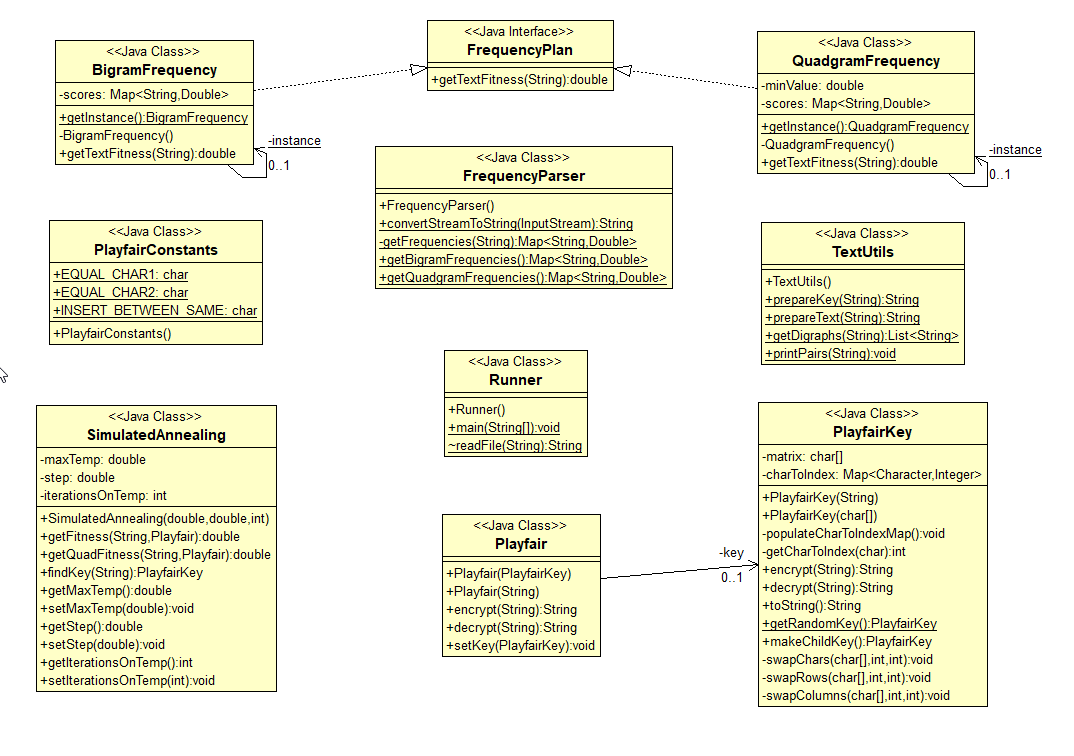 <<Java Class>>
BigramFrequency
-scores: Map<String,Double>
+getInstance():BigramFrequency
-BigramFrequency()
+getTextFitness(String):double
-instance
0..1
<<Java Interface>>
FrequencyPlan
+getTextFitness(String):double
<<Java Class>>
QuadgramFrequency
-minValue: double
-scores: Map<String,Double>
+getInstance():QuadgramFrequency
-QuadgramFrequency()
+getTextFitness(String):double
-instance
0..1
<<Java Class>>
FrequencyParser
+FrequencyParser()
+convertStreamToString(InputStream):String
-getFrequencies(String):Map<String,Double>
+getBigramFrequencies():Map<String,Double>
+getQuadgramFrequencies():Map<String,Double>
<<Java Class>>
PlayfairConstants
+EQUAL_CHAR1: char
+EQUAL_CHAR2: char
+INSERT_BETWEEN_SAME: char
+PlayfairConstants()
<<Java Class>>
TextUtils
+TextUtils()
+prepareKey(String):String
+prepareText(String):String
+getDigraphs(String):List<String>
+printPairs(String):void
<<Java Class>>
Runner
+Runner()
+main(String[]):void
~readFile(String):String
<<Java Class>>
SimulatedAnnealing
-maxTemp: double
-step: double
-iterationsOnTemp: int
+SimulatedAnnealing(double,double,int)
+getFitness(String,Playfair):double
+getQuadFitness(String,Playfair):double
+findKey(String):PlayfairKey
+getMaxTemp():double
+setMaxTemp(double):void
+getStep():double
+setStep(double):void
+getIterationsOnTemp():int
+setIterationsOnTemp(int):void
<<Java Class>>
Playfair
+Playfair(PlayfairKey)
+Playfair(String)
+encrypt(String):String
+decrypt(String):String
+setKey(PlayfairKey):void
-key
0..1
<<Java Class>>
PlayfairKey
-matrix: char[]
-charToIndex: Map<Character,Integer>
+PlayfairKey(String)
+PlayfairKey(char[])
-populateCharToIndexMap():void
-getCharToIndex(char):int
+encrypt(String):String
+decrypt(String):String
+toString():String
+getRandomKey():PlayfairKey
+makeChildKey():PlayfairKey
-swapChars(char[],int,int):void
-swapRows(char[],int,int):void
-swapColumns(char[],int,int):void